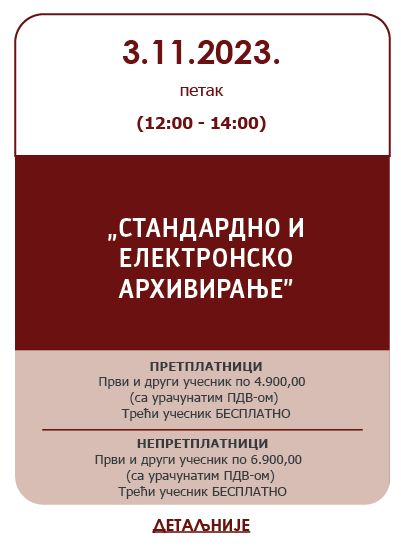 3.11.2023.
петак
(12:00 - 14:00)
„СТАНДАРДНО И
ЕЛЕКТРОНСКО
АРХИВИРАЊЕ”
ПРЕТПЛАТНИЦИ
Први и други учесник по 4.900,00
(са урачунатим ПДВ-ом)
Трећи учесник БЕСПЛАТНО
НЕПРЕТПЛАТНИЦИ
Први и други учесник по 6.900,00
(са урачунатим ПДВ-ом)
Трећи учесник БЕСПЛАТНО
ДЕТАЉНИЈЕ